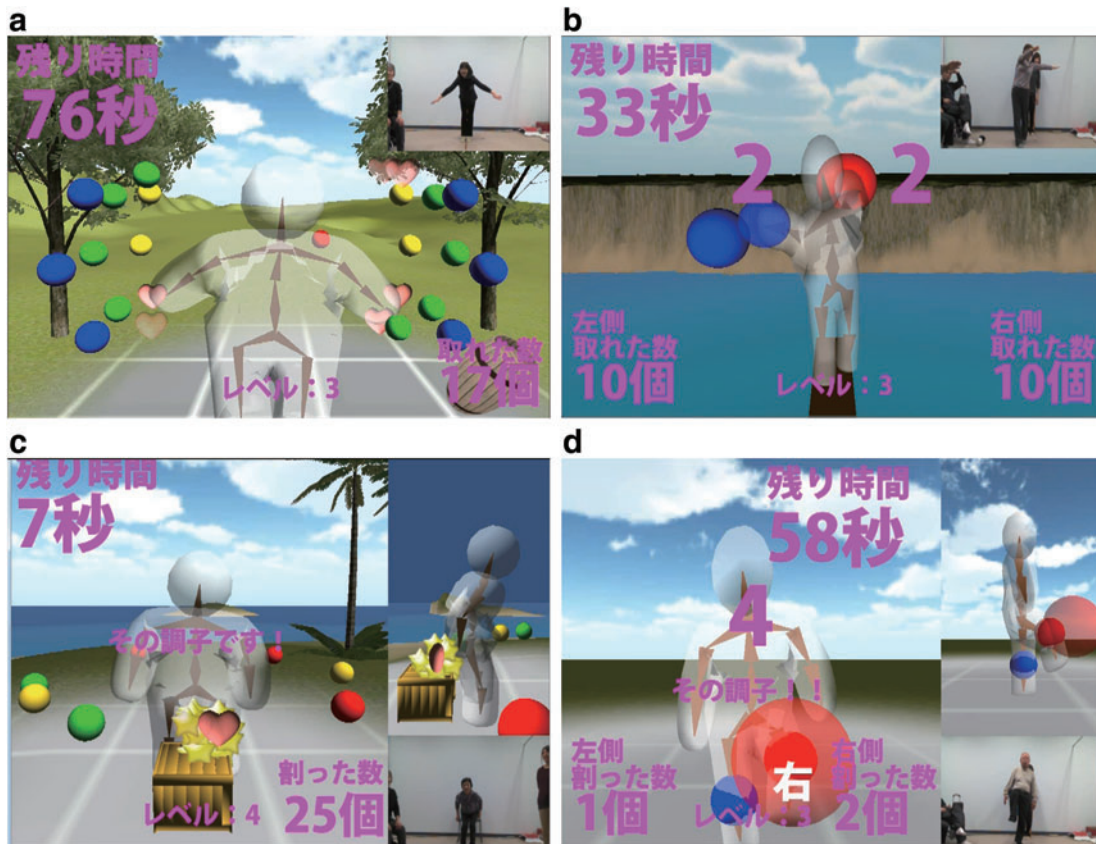 a
残り時間
76秒
取れた数
レベル：3
17個
b
残り時間
33秒
2
2
左側
取れた数
10個
レベル：3
右側
取れた数
10個
c
残り時間
7秒
その調子です！
割った数
レベル：4
25個
d
残り時間
58秒
4
その調子！！
左側
割った数
1個
右
レベル：3
右側
割った数
2個